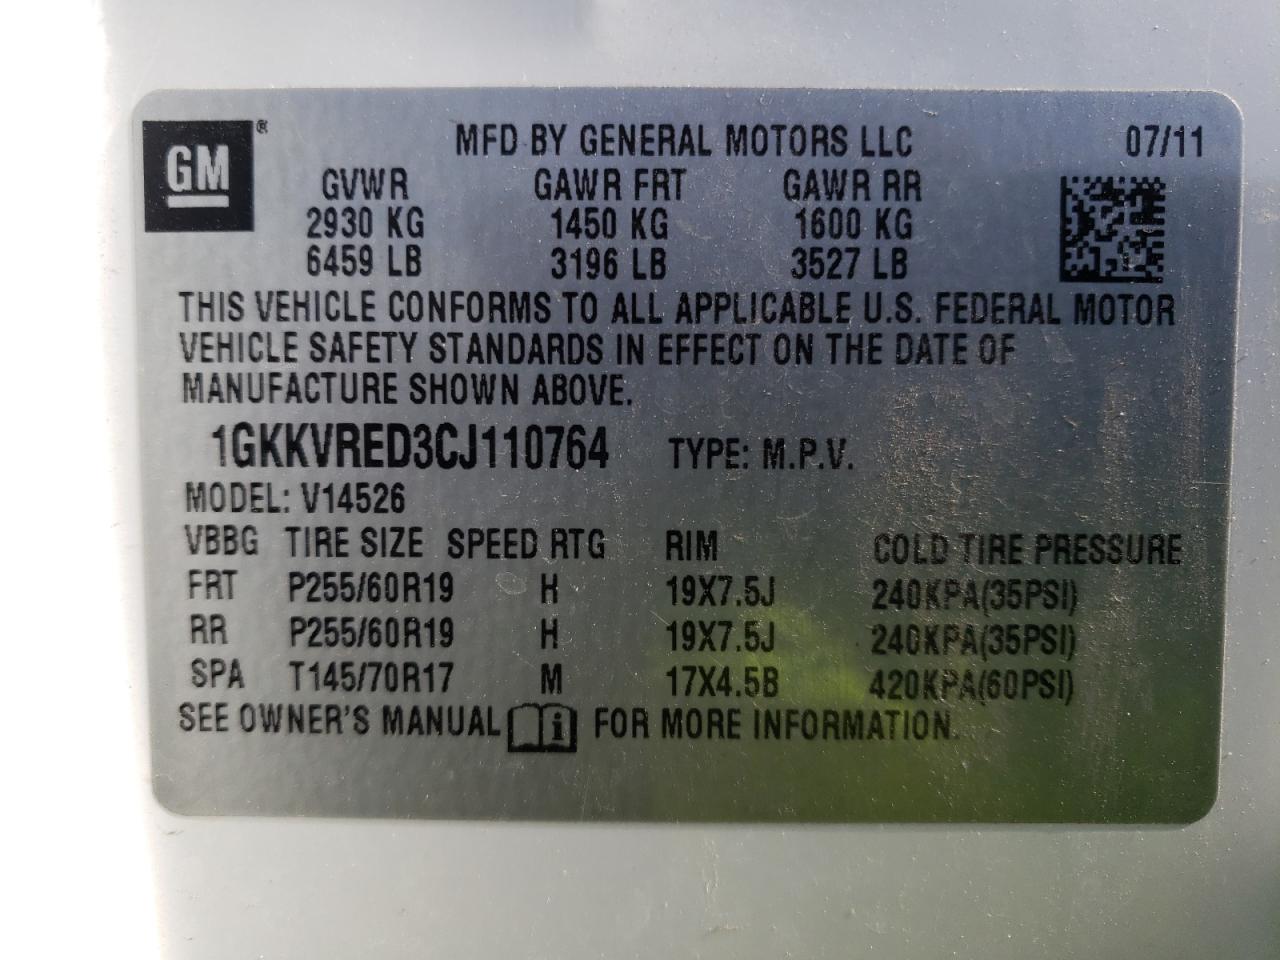 GM®
MFD BY GENERAL MOTORS LLC 07/11
GVWR GAWR FRT GAWR RR
2930 KG 1450 KG 1600 KG
6459 LB 3196 LB 3527 LB
THIS VEHICLE CONFORMS TO ALL APPLICABLE U.S. FEDERAL MOTOR
VEHICLE SAFETY STANDARDS IN EFFECT ON THE DATE OF
MANUFACTURE SHOWN ABOVE.
1GKKVRED3CJ110764 TYPE: M.P.V.
MODEL: V14526
VBBG TIRE SIZE SPEED RTG RIM COLD TIRE PRESSURE
FRT P255/60R19 H 19X7.5J 240KPA(35PSI)
RR P255/60R19 H 19X7.5J 240KPA(35PSI)
SPA T145/70R17 M 17X4.5B 420KPA(60PSI)
SEE OWNER'S MANUAL i FOR MORE INFORMATION.